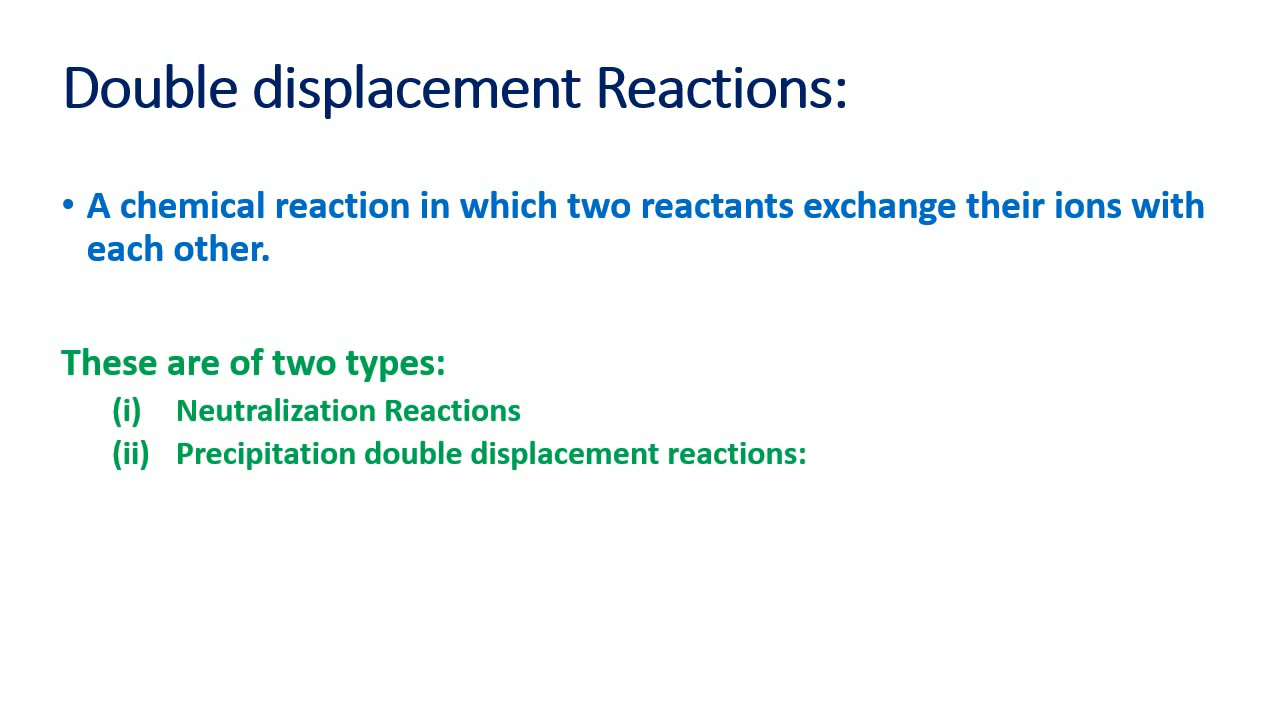 Double displacement Reactions:
• A chemical reaction in which two reactants exchange their ions with
each other.
These are of two types:
(i) Neutralization Reactions
(ii) Precipitation double displacement reactions: